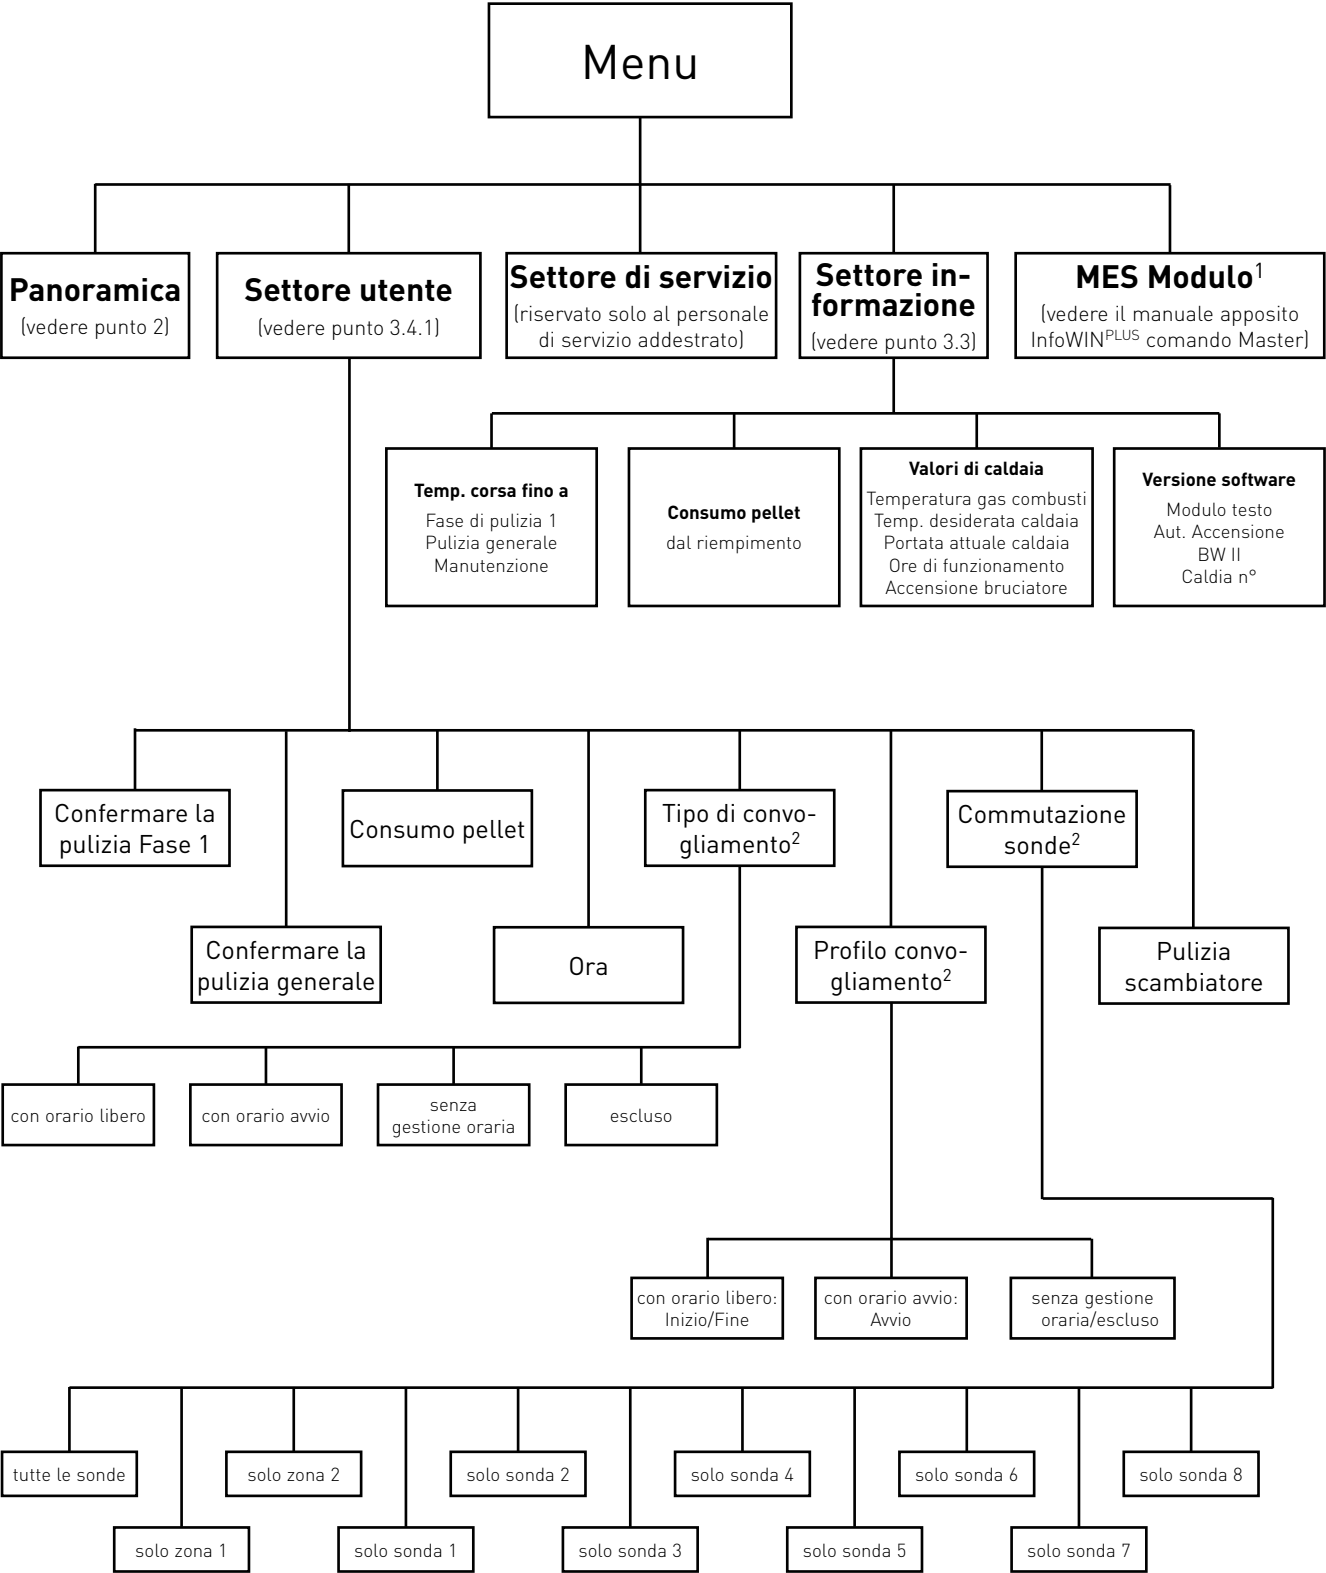 Menu
Panoramica
(vedere punto 2)
Settore utente
(vedere punto 3.4.1)
Settore di servizio
(riservato solo al personale
di servizio addestrato)
Settore in-
formazione
(vedere punto 3.3)
MES Modulo¹
(vedere il manuale apposito
InfoWINᴾᴸᵁˢ comando Master)
Temp. corsa fino a
Fase di pulizia 1
Pulizia generale
Manutenzione
Consumo pellet
dal riempimento
Valori di caldaia
Temperatura gas combusti
Temp. desiderata caldaia
Portata attuale caldaia
Ore di funzionamento
Accensione bruciatore
Versione software
Modulo testo
Aut. Accensione
BW II
Caldia n°
Confermare la
pulizia Fase 1
Consumo pellet
Tipo di convo-
gliamento²
Commutazione
sonde²
Confermare la
pulizia generale
Ora
Profilo convo-
gliamento²
Pulizia
scambiatore
con orario libero
con orario avvio
senza
gestione oraria
escluso
con orario libero:
Inizio/Fine
con orario avvio:
Avvio
senza gestione
oraria/escluso
tutte le sonde
solo zona 2
solo sonda 2
solo sonda 4
solo sonda 6
solo sonda 8
solo zona 1
solo sonda 1
solo sonda 3
solo sonda 5
solo sonda 7